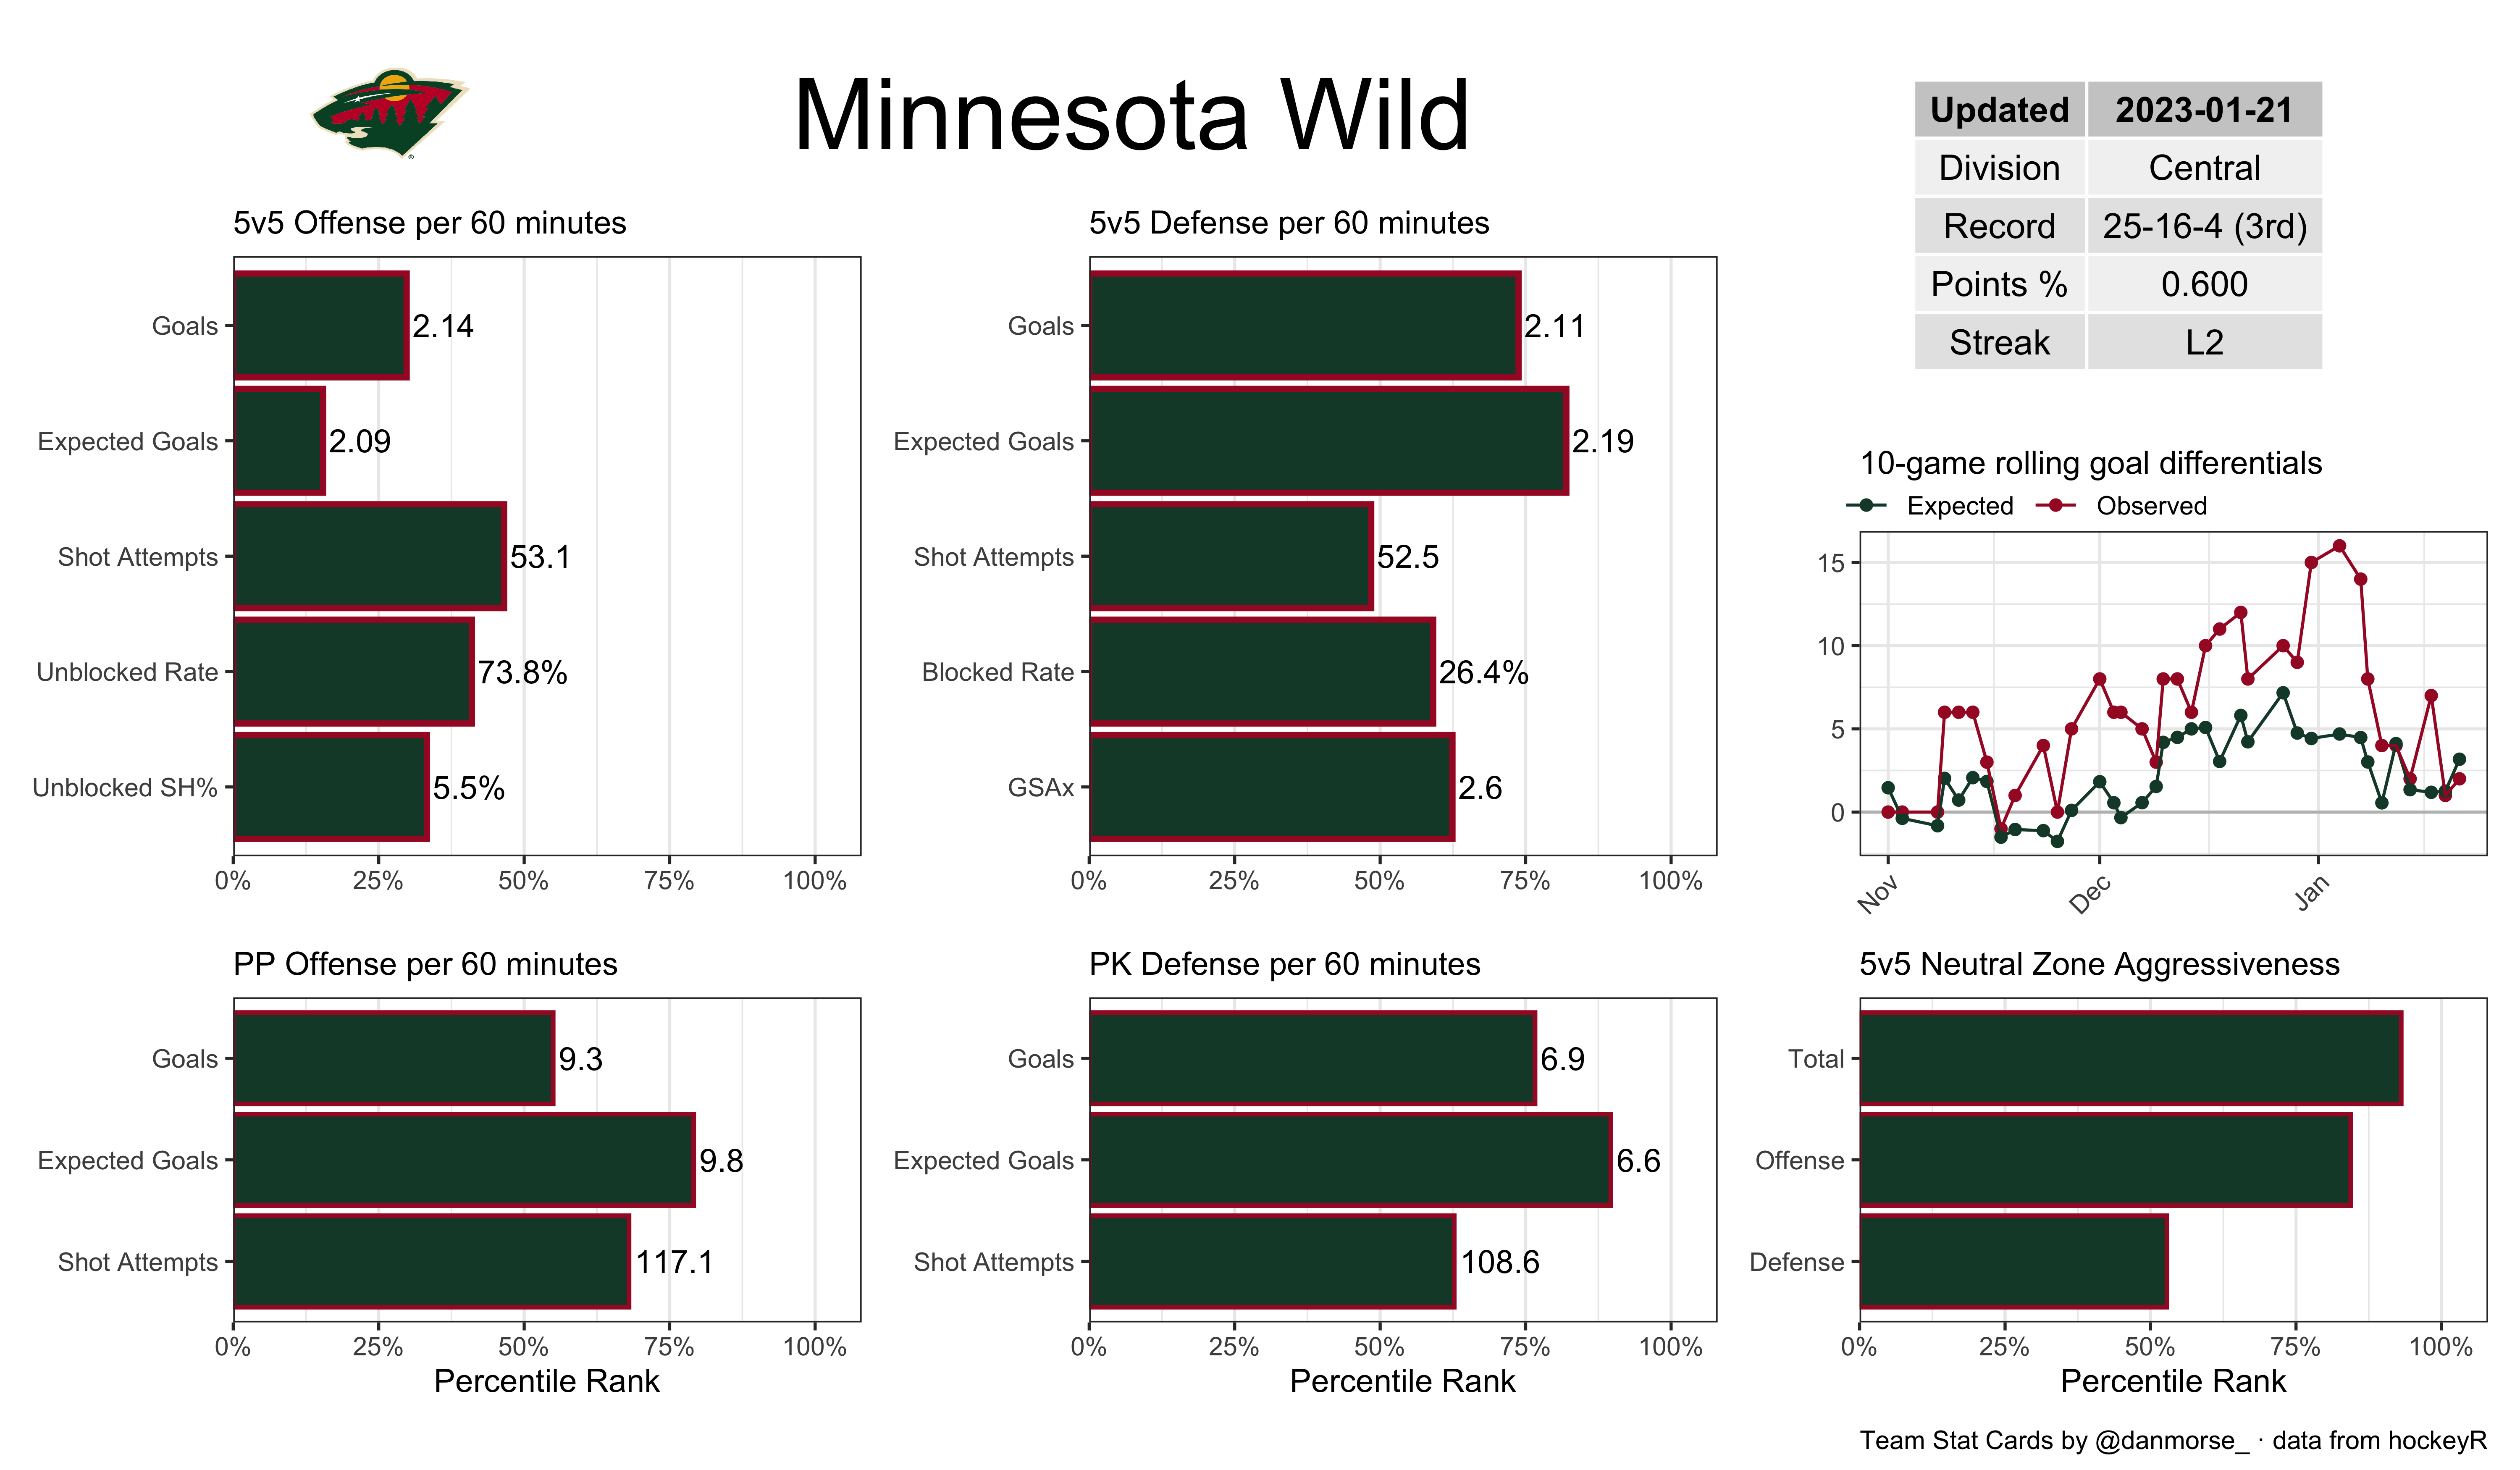 Minnesota Wild
Updated 2023-01-21
Division Central
Record 25-16-4 (3rd)
Points % 0.600
Streak L2
5v5 Offense per 60 minutes
Goals 2.14
Expected Goals 2.09
Shot Attempts 53.1
Unblocked Rate 73.8%
Unblocked SH% 5.5%
0% 25% 50% 75% 100%
5v5 Defense per 60 minutes
Goals 2.11
Expected Goals 2.19
Shot Attempts 52.5
Blocked Rate 26.4%
GSAx 2.6
0% 25% 50% 75% 100%
10-game rolling goal differentials
Expected Observed
15
10
5
0
Nov Dec Jan
PP Offense per 60 minutes
Goals 9.3
Expected Goals 9.8
Shot Attempts 117.1
0% 25% 50% 75% 100%
Percentile Rank
PK Defense per 60 minutes
Goals 6.9
Expected Goals 6.6
Shot Attempts 108.6
0% 25% 50% 75% 100%
Percentile Rank
5v5 Neutral Zone Aggressiveness
Total
Offense
Defense
0% 25% 50% 75% 100%
Percentile Rank
Team Stat Cards by @danmorse_ · data from hockeyR